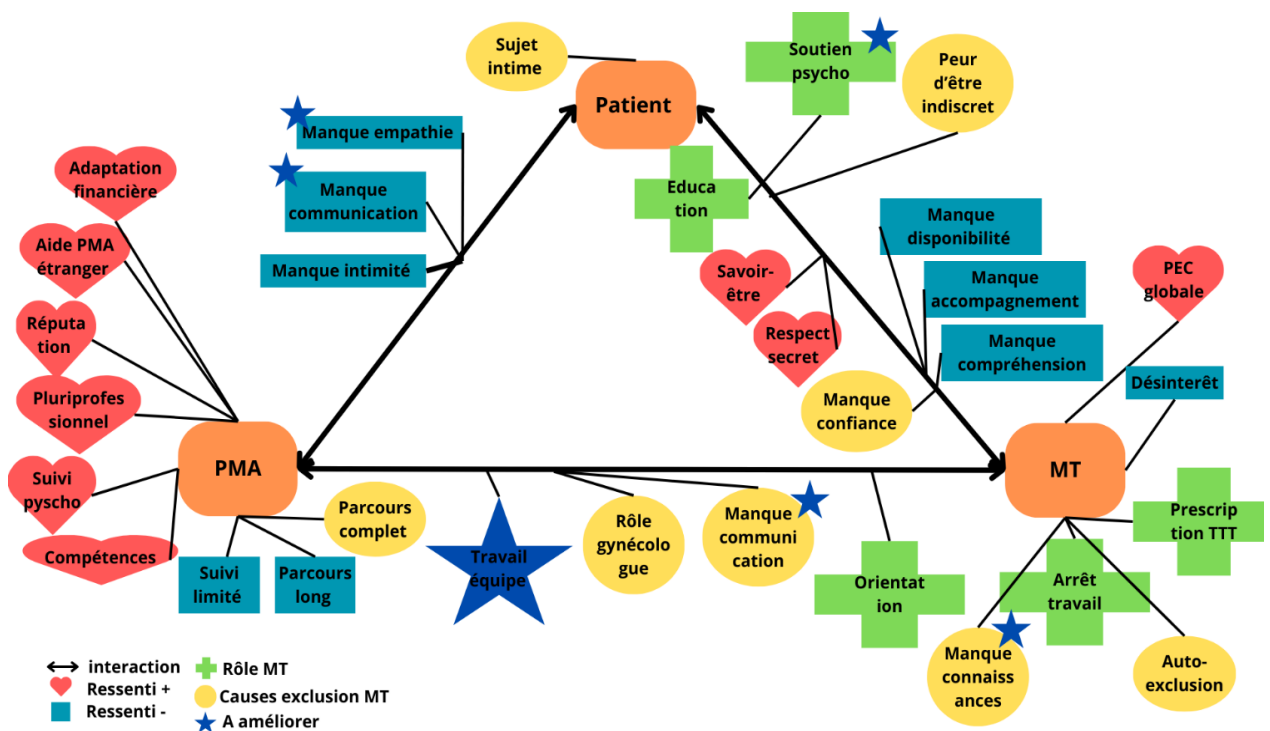 Sujet
intime
Patient
Soutien
psycho
Peur
d'être
indiscret
Manque empathie
Manque
communication
Manque intimité
Educa
tion
Adaptation
financière
Aide PMA
étranger
Réputa
tion
Pluriprofes
sionnel
Suivi
pyscho
Compétences
Savoir-
être
Respect
secret
Manque
disponibilité
Manque
accompagnement
Manque
compréhension
Manque
confiance
PEC
globale
Désinterêt
PMA
MT
Parcours
complet
Suivi
limité
Parcours
long
Travail
équipe
Rôle
gynécolo
gue
Manque
communi
cation
Orientat
ion
Prescrip
tion TTT
Arrêt
travail
Manque
connaiss
ances
Auto-
exclusion
interaction
Ressenti +
Ressenti -
Rôle MT
Causes exclusion MT
A améliorer